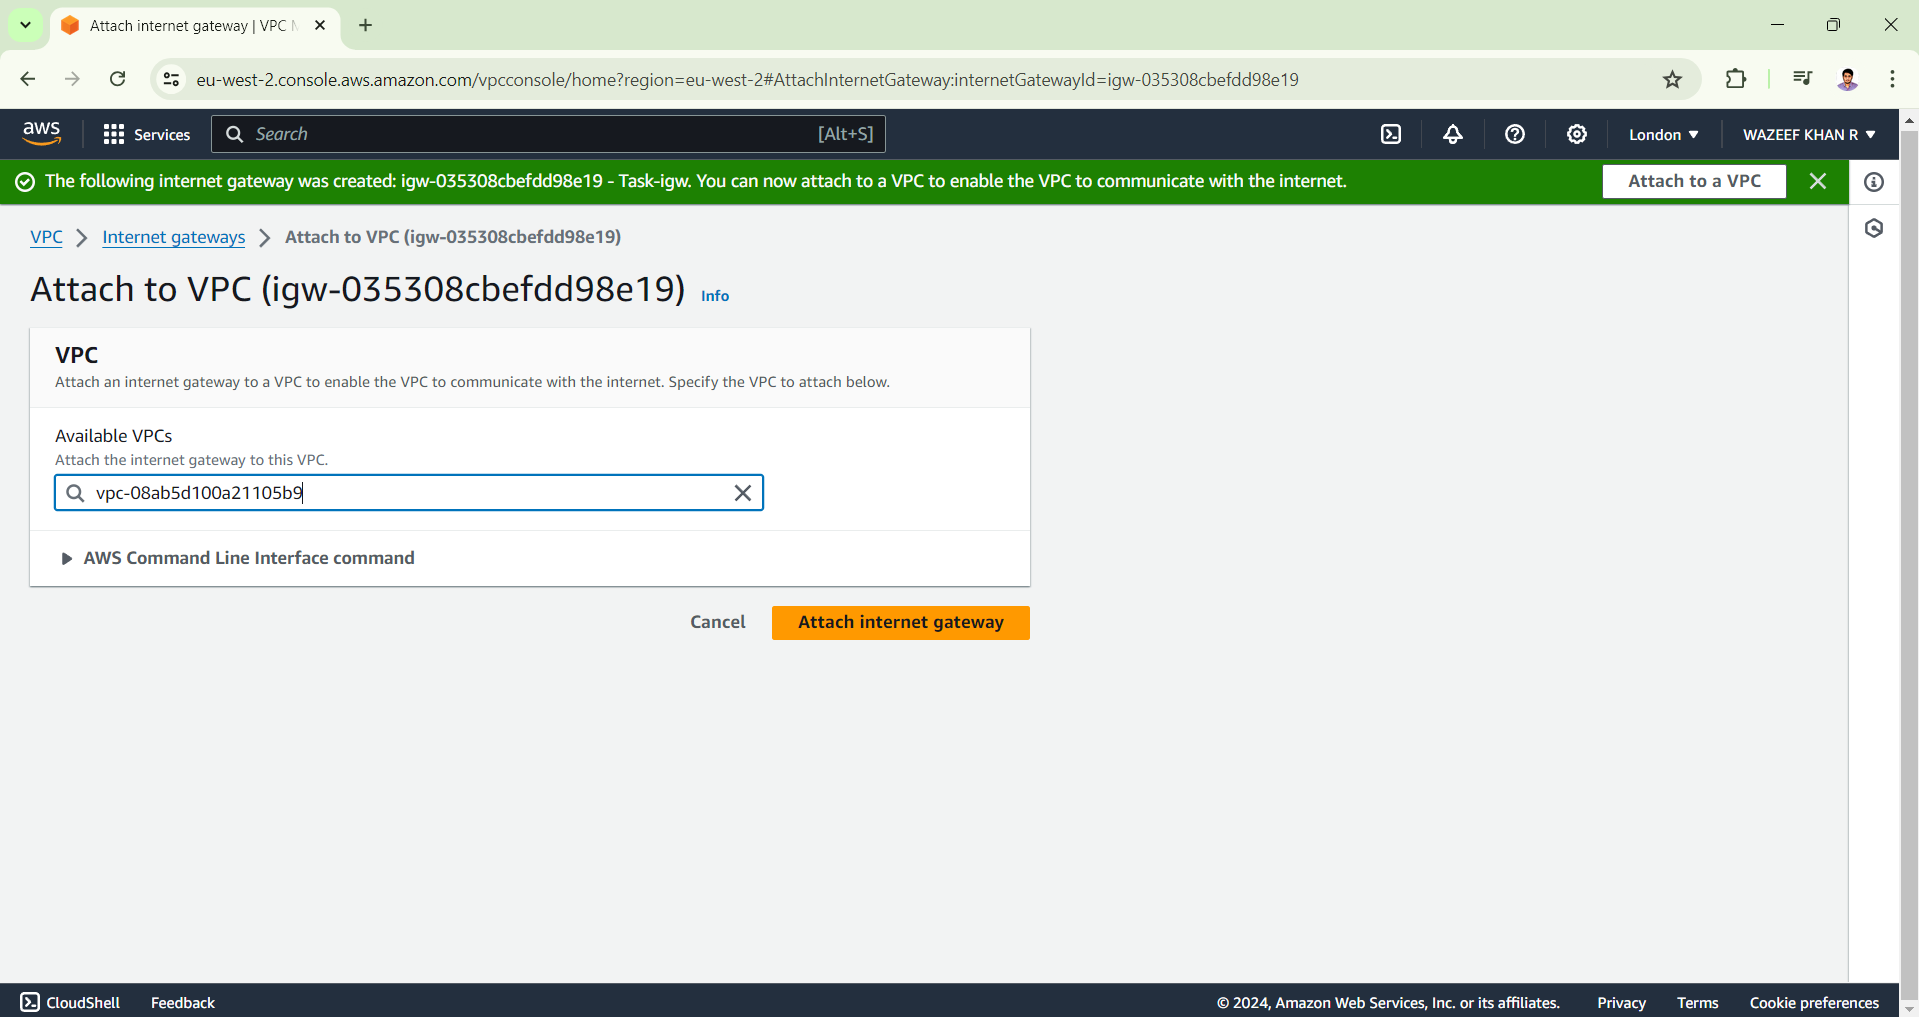 Attach internet gateway | VPC
eu-west-2.console.aws.amazon.com/vpcconsole/home?region=eu-west-2#AttachInternetGateway:internetGatewayId=igw-035308cbefdd98e19
aws
Services
Search
[Alt+S]
London
WAZEEF KHAN R
The following internet gateway was created: igw-035308cbefdd98e19 - Task-igw. You can now attach to a VPC to enable the VPC to communicate with the internet.
Attach to a VPC
VPC
Internet gateways
Attach to VPC (igw-035308cbefdd98e19)
Attach to VPC (igw-035308cbefdd98e19)
Info
VPC
Attach an internet gateway to a VPC to enable the VPC to communicate with the internet. Specify the VPC to attach below.
Available VPCs
Attach the internet gateway to this VPC.
vpc-08ab5d100a21105b9
AWS Command Line Interface command
Cancel
Attach internet gateway
CloudShell
Feedback
© 2024, Amazon Web Services, Inc. or its affiliates.
Privacy
Terms
Cookie preferences